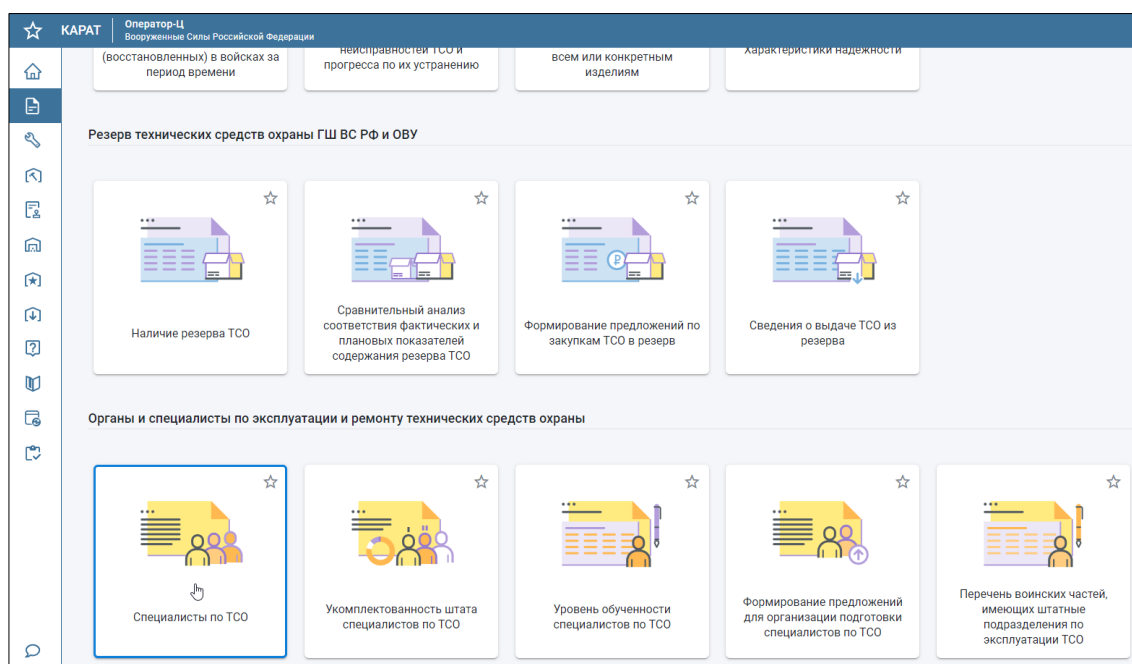 КАРАТ
Оператор-Ц
Вооруженные Силы Российской Федерации
(восстановленных) в войсках за
период времени
неисправностей ТСО и
прогресса по их устранению
всем или конкретным
изделиям
Характеристики надежности
Резерв технических средств охраны ГШ ВС РФ и ОВУ
Наличие резерва ТСО
Сравнительный анализ
соответствия фактических и
плановых показателей
содержания резерва ТСО
Формирование предложений по
закупкам ТСО в резерв
Сведения о выдаче ТСО из
резерва
Органы и специалисты по эксплуатации и ремонту технических средств охраны
Специалисты по ТСО
Укомплектованность штата
специалистов по ТСО
Уровень обученности
специалистов по ТСО
Формирование предложений
для организации подготовки
специалистов по ТСО
Перечень воинских частей,
имеющих штатные
подразделения по
эксплуатации ТСО